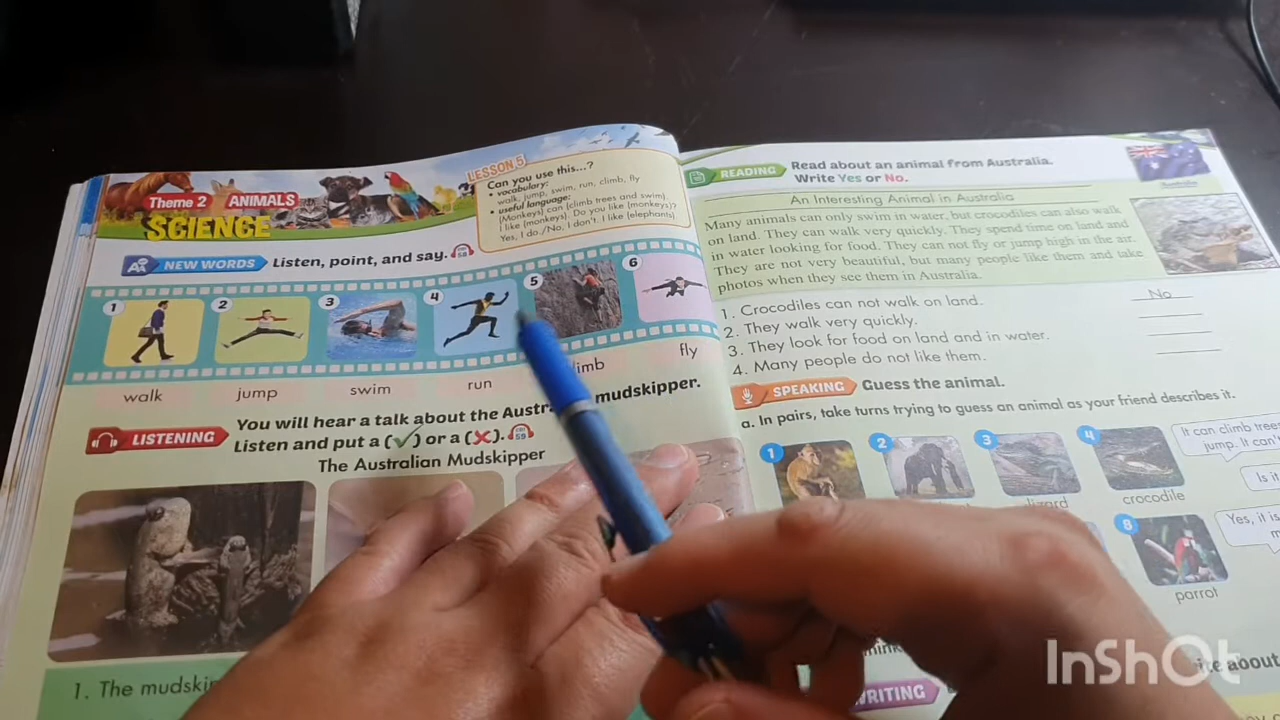 Theme 2 ANIMALS
SCIENCE
LESSON 5
Can you use this...?
• vocabulary:
walk, jump, swim, run, climb, fly
• useful language:
(Monkeys) can (climb trees and swim).
I like (monkeys). Do you like (monkeys)?
Yes, I do./No, I don't. I like (elephants)
NEW WORDS Listen, point, and say.
1
2
3
4
5
6
walk
jump
swim
run
fly
LISTENING
You will hear a talk about the mudskipper.
Listen and put a (✓) or a (✗).
59
The Australian Mudskipper
1. The
READING
Read about an animal from Australia.
Write Yes or No.
Australia
An Interesting Animal in Australia
Many animals can only swim in water, but crocodiles can also walk
on land. They can walk very quickly. They spend time on land and
in water looking for food. They can not fly or jump high in the air.
They are not very beautiful, but many people like them and take
photos when they see them in Australia.
1. Crocodiles can not walk on land. No
2. They walk very quickly.
3. They look for food on land and in water.
4. Many people do not like them.
SPEAKING Guess the animal.
a. In pairs, take turns trying to guess an animal as your friend describes it.
1
2
3
4
crocodile
It can climb
jump. It can't
Is i
8
parrot
Yes, it is
WRITING
about
InShOt